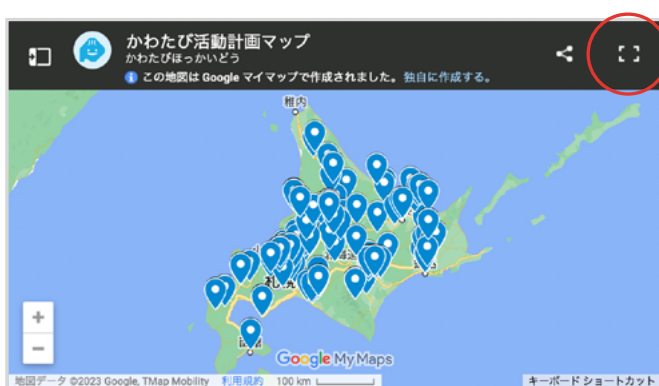 かわたび活動計画マップ
かわたびほっかいどう
この地図は Google マイマップで作成されました。独自に作成する。
稚内
札幌
函館
Google My Maps
地図データ ©2023 Google, TMap Mobility 利用規約 100 km
キーボード ショートカット